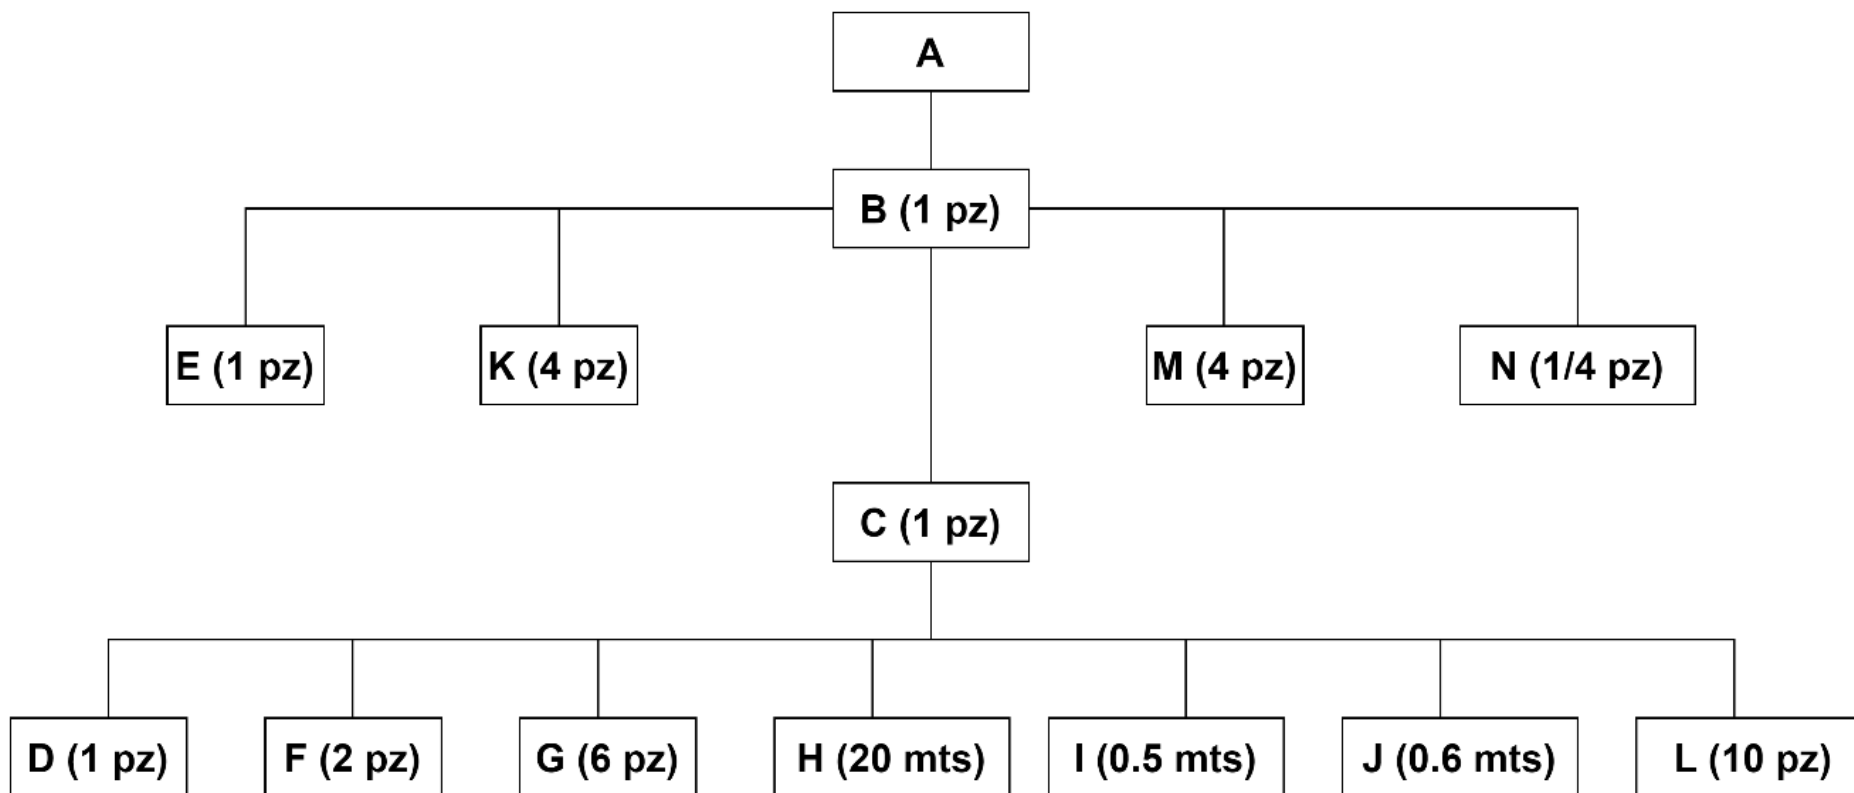 A
B (1 pz)
E (1 pz)
K (4 pz)
M (4 pz)
N (1/4 pz)
C (1 pz)
D (1 pz)
F (2 pz)
G (6 pz)
H (20 mts)
I (0.5 mts)
J (0.6 mts)
L (10 pz)